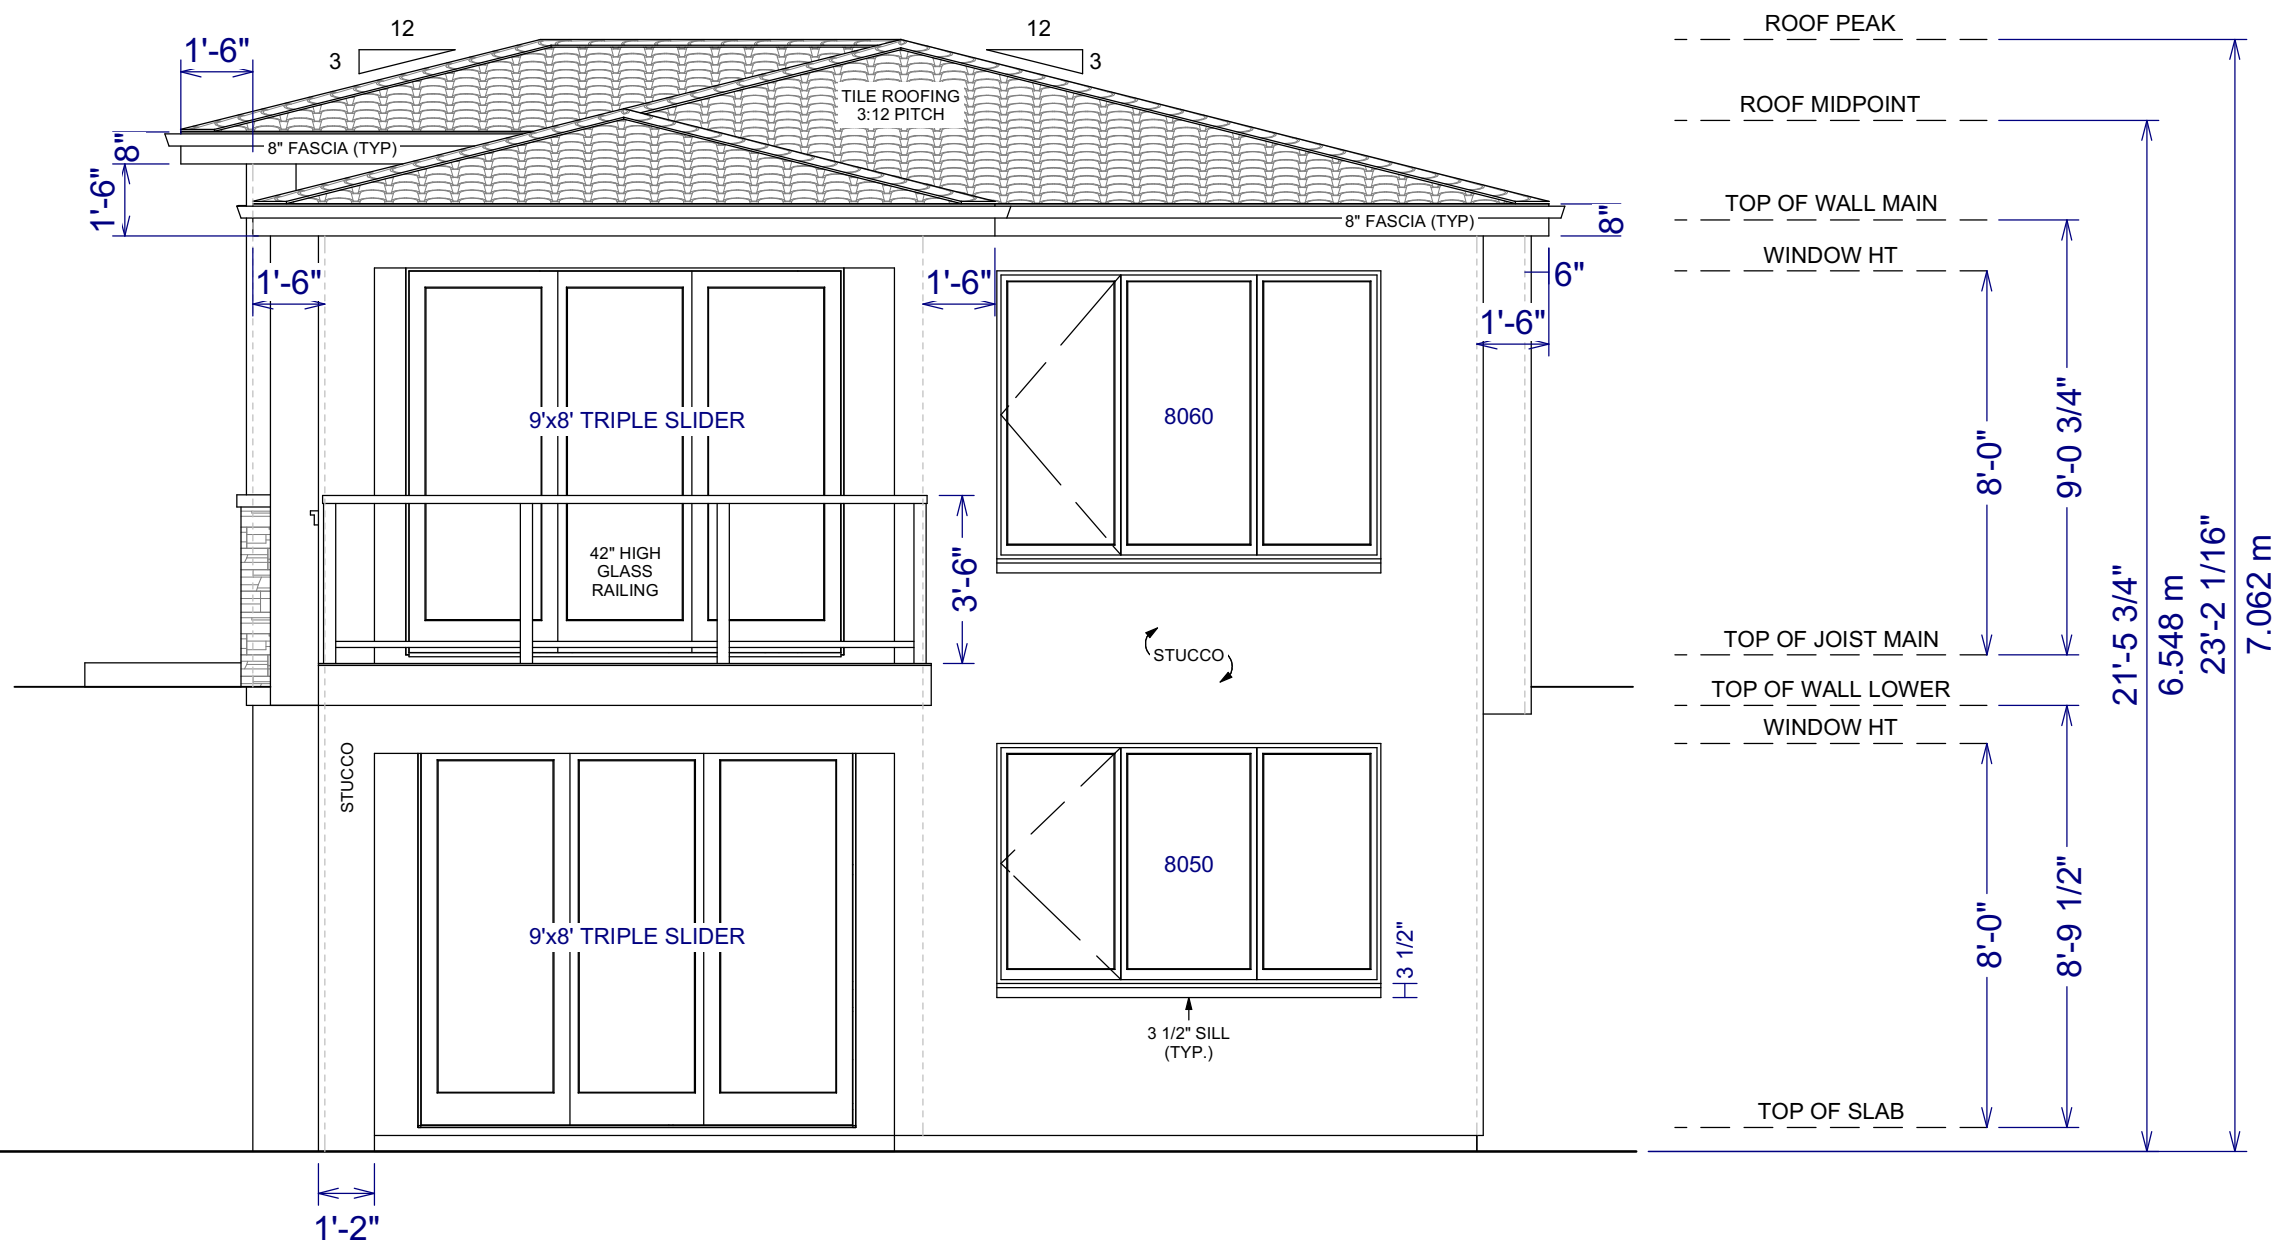 12
12
ROOF PEAK
1'-6"
3
3
TILE ROOFING
3:12 PITCH
ROOF MIDPOINT
8"
8" FASCIA (TYP)
1'-6"
TOP OF WALL MAIN
8" FASCIA (TYP)
8"
WINDOW HT
1'-6"
1'-6"
6"
1'-6"
9'x8' TRIPLE SLIDER
8060
8'-0"
9'-0 3/4"
42" HIGH
GLASS
RAILING
3'-6"
21'-5 3/4"
6.548 m
23'-2 1/16"
7.062 m
STUCCO
TOP OF JOIST MAIN
TOP OF WALL LOWER
WINDOW HT
STUCCO
8050
9'x8' TRIPLE SLIDER
3 1/2"
8'-0"
8'-9 1/2"
3 1/2" SILL
(TYP.)
TOP OF SLAB
1'-2"